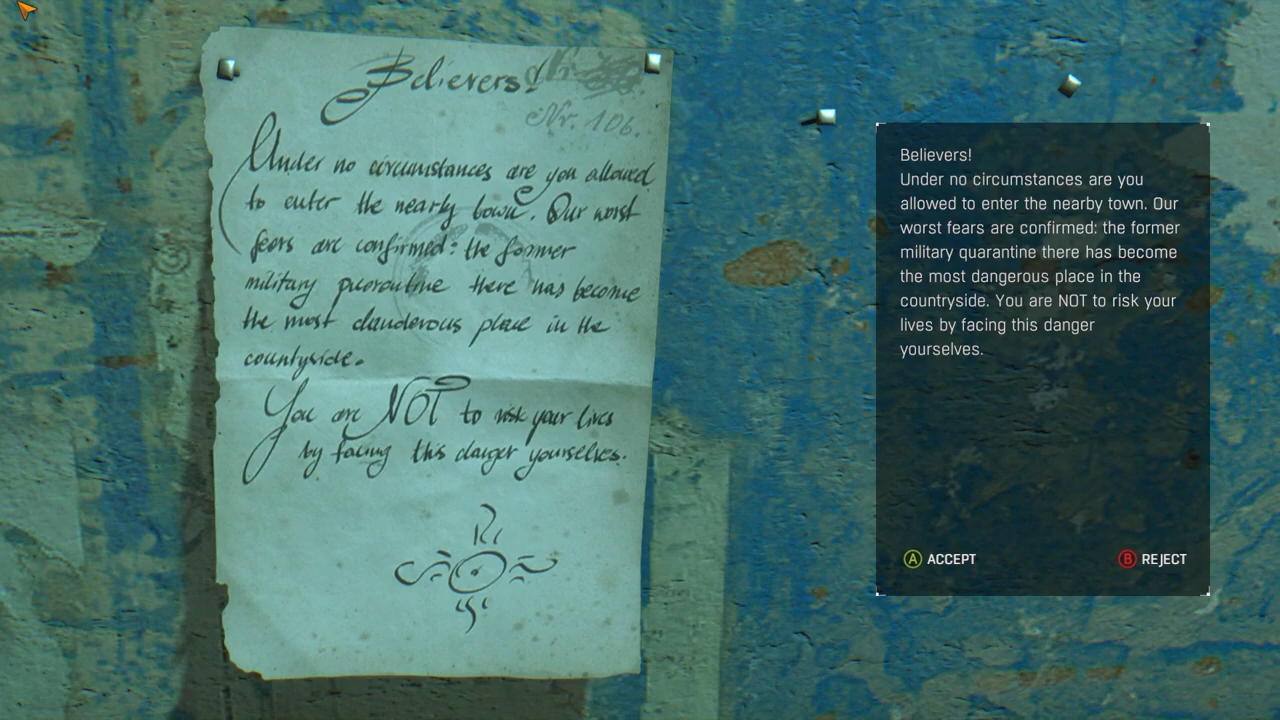 Believers!
Nr. 106.
Under no circumstances are you allowed
to enter the nearby town. Our worst
fears are confirmed: the former
military quarantine there has become
the most dangerous place in the
countyside.
You are NOT to risk your lives
by facing this danger yourselves.
Believers!
Under no circumstances are you
allowed to enter the nearby town. Our
worst fears are confirmed: the former
military quarantine there has become
the most dangerous place in the
countryside. You are NOT to risk your
lives by facing this danger
yourselves.
A ACCEPT
B REJECT